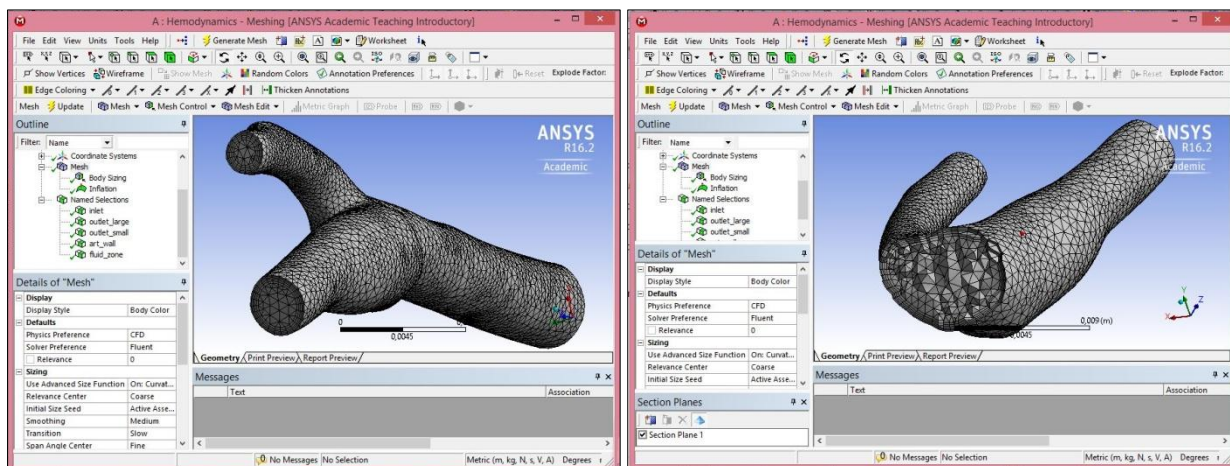 A : Hemodynamics - Meshing [ANSYS Academic Teaching Introductory]
File Edit View Units Tools Help Generate Mesh Worksheet
Show Vertices Wireframe Show Mesh Random Colors Annotation Preferences Reset Explode Factor:
Edge Coloring Thicken Annotations
Mesh Update Mesh Mesh Control Mesh Edit Metric Graph Probe
Outline
Filter: Name
Coordinate Systems
Mesh
Body Sizing
Inflation
Named Selections
inlet
outlet_large
outlet_small
art_wall
fluid_zone
Details of "Mesh"
Display
Display Style Body Color
Defaults
Physics Preference CFD
Solver Preference Fluent
Relevance 0
Sizing
Use Advanced Size Function On: Curvat...
Relevance Center Coarse
Initial Size Seed Active Asse...
Smoothing Medium
Transition Slow
Span Angle Center Fine
ANSYS
R16.2
Academic
0
0,0045
Geometry Print Preview Report Preview
Messages
Text Association
No Messages No Selection Metric (m, kg, N, s, V, A) Degrees
A : Hemodynamics - Meshing [ANSYS Academic Teaching Introductory]
File Edit View Units Tools Help Generate Mesh Worksheet
Show Vertices Wireframe Show Mesh Random Colors Annotation Preferences Reset Explode Factor:
Edge Coloring Thicken Annotations
Mesh Update Mesh Mesh Control Mesh Edit Metric Graph Probe
Outline
Filter: Name
Coordinate Systems
Mesh
Body Sizing
Inflation
Named Selections
inlet
outlet_large
outlet_small
Details of "Mesh"
Display
Display Style Body Color
Defaults
Physics Preference CFD
Solver Preference Fluent
Relevance 0
Sizing
Use Advanced Size Function On: Curvat...
Relevance Center Coarse
Initial Size Seed Active Asse...
Section Planes
Section Plane 1
ANSYS
R16.2
Academic
0,009 (m)
0,0045
Y
Z
X
Geometry Print Preview Report Preview
Messages
Text Association
No Messages No Selection Metric (m, kg, N, s, V, A) Degrees